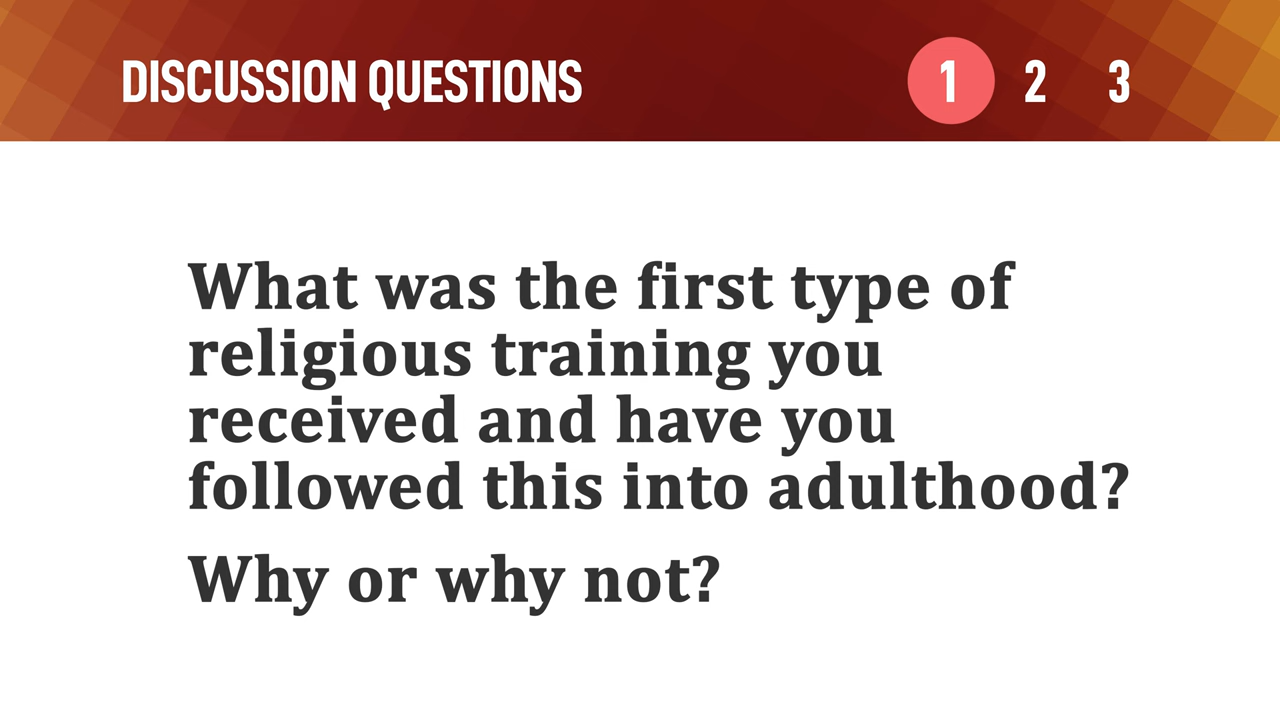 DISCUSSION QUESTIONS 1 2 3
What was the first type of
religious training you
received and have you
followed this into adulthood?
Why or why not?